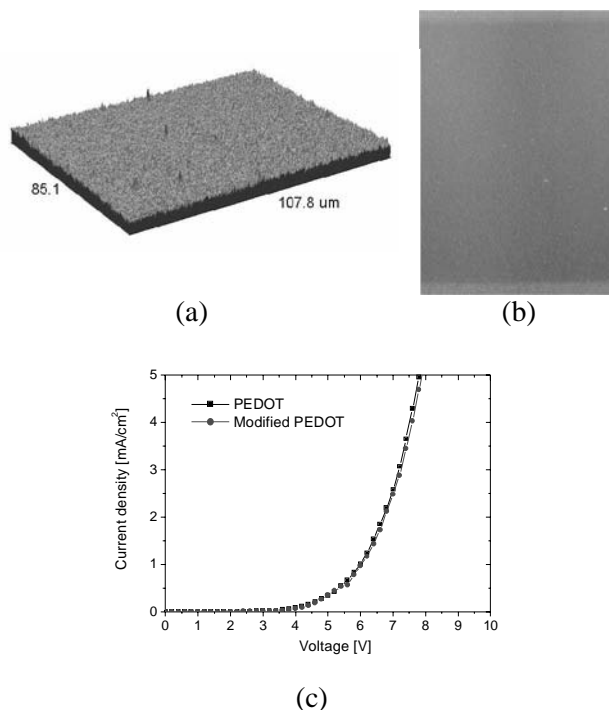 85.1
107.8 um
(a)
(b)
PEDOT
Modified PEDOT
Current density [mA/cm²]
5
4
3
2
1
0
0 1 2 3 4 5 6 7 8 9 10
Voltage [V]
(c)